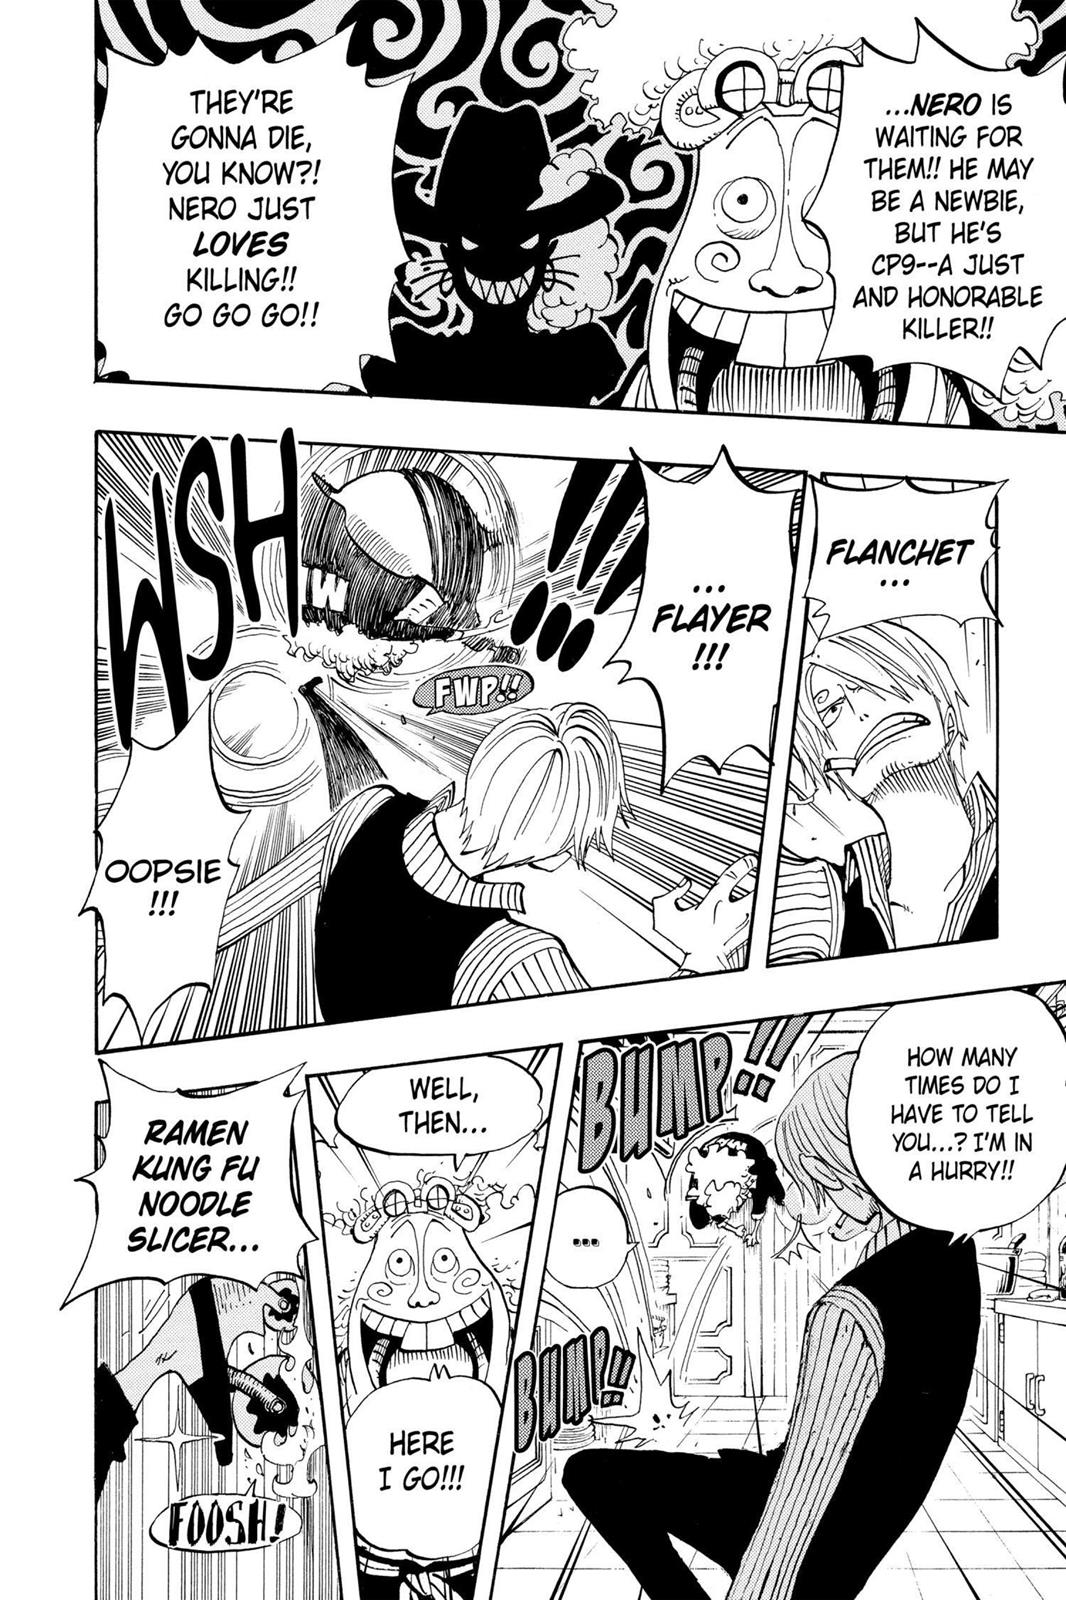 ...NERO IS
WAITING FOR
THEM!! HE MAY
BE A NEWBIE,
BUT HE'S
CP9--A JUST
AND HONORABLE
KILLER!!
THEY'RE
GONNA DIE,
YOU KNOW?!
NERO JUST
LOVES
KILLING!!
GO GO GO!!
FLANCHET
...
...
FLAYER
!!!
!!!
FWP!!
WSH
OOPSIE
!!!
HOW MANY
TIMES DO I
HAVE TO TELL
YOU...? I'M IN
A HURRY!!
BUMP!!
...
BUMP!!
WELL,
THEN...
HERE
I GO!!!
RAMEN
KUNG FU
NOODLE
SLICER...
FOOSH!